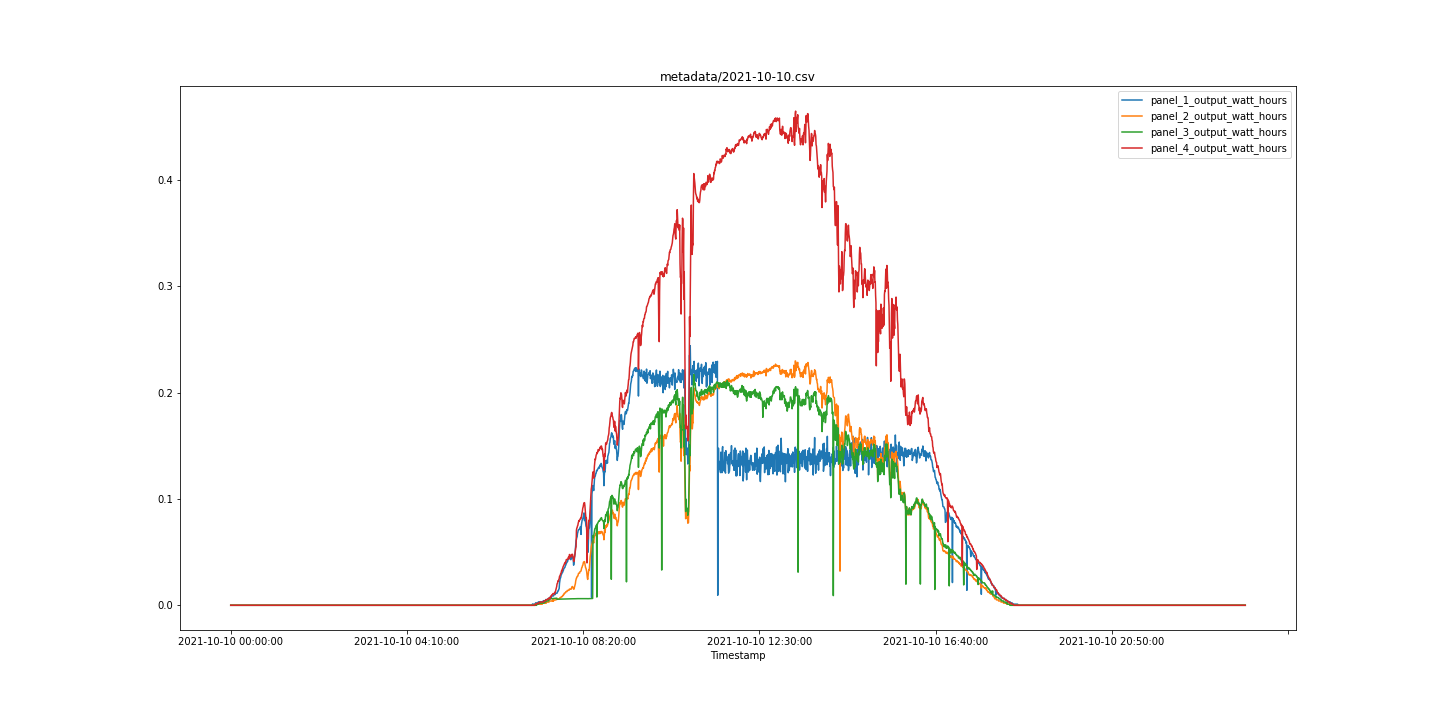 metadata/2021-10-10.csv
panel_1_output_watt_hours
panel_2_output_watt_hours
panel_3_output_watt_hours
panel_4_output_watt_hours
0.4
0.3
0.2
0.1
0.0
2021-10-10 00:00:00 2021-10-10 04:10:00 2021-10-10 08:20:00 2021-10-10 12:30:00 2021-10-10 16:40:00 2021-10-10 20:50:00
Timestamp